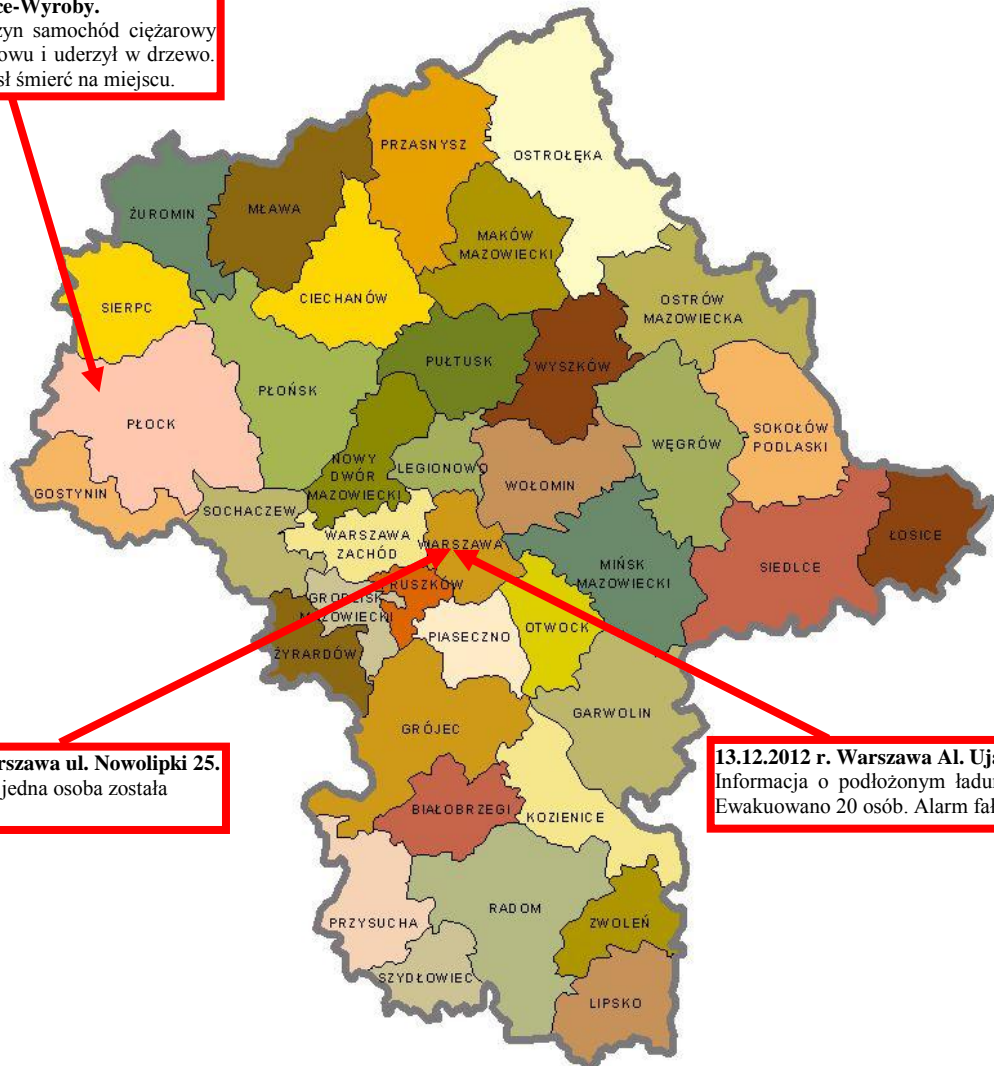 ce-Wyroby.
samochód ciężarowy
i uderzył w drzewo.
śmierć na miejscu.
PRZASNYSZ
OSTROŁĘKA
ŻUROMIN
MŁAWA
MAKÓW
MAZOWIECKI
SIERPC
CIECHANÓW
OSTRÓW
MAZOWIECKA
PUŁTUSK
WYSZKÓW
PŁOŃSK
PŁOCK
SOKOŁÓW
PODLASKI
WĘGRÓW
NOWY
DWÓR
MAZOWIECKI
LEGIONOWO
WOŁOMIN
GOSTYNIN
SOCHACZEW
WARSZAWA
ZACHÓD
WARSZAWA
ŁOSICE
MIŃSK
MAZOWIECKI
SIEDLCE
PRUSZKÓW
GRODZISK
MAZOWIECKI
PIASECZNO
OTWOCK
ŻYRARDÓW
GARWOLIN
GRÓJEC
rszawa ul. Nowolipki 25.
jedna osoba została
13.12.2012 r. Warszawa Al. Uja
Informacja o podłożonym ładun
Ewakuowano 20 osób. Alarm fał
BIAŁOBRZEGI
KOZIENICE
RADOM
PRZYSUCHA
ZWOLEŃ
SZYDŁOWIEC
LIPSKO